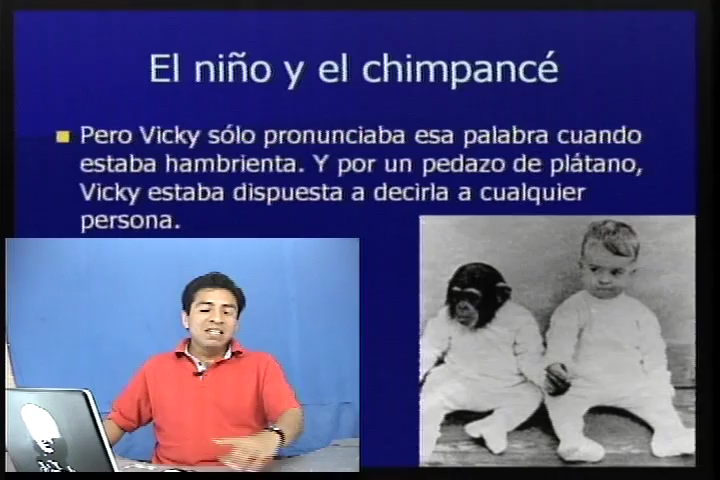 El niño y el chimpancé
Pero Vicky sólo pronunciaba esa palabra cuando
estaba hambrienta. Y por un pedazo de plátano,
Vicky estaba dispuesta a decirla a cualquier
persona.